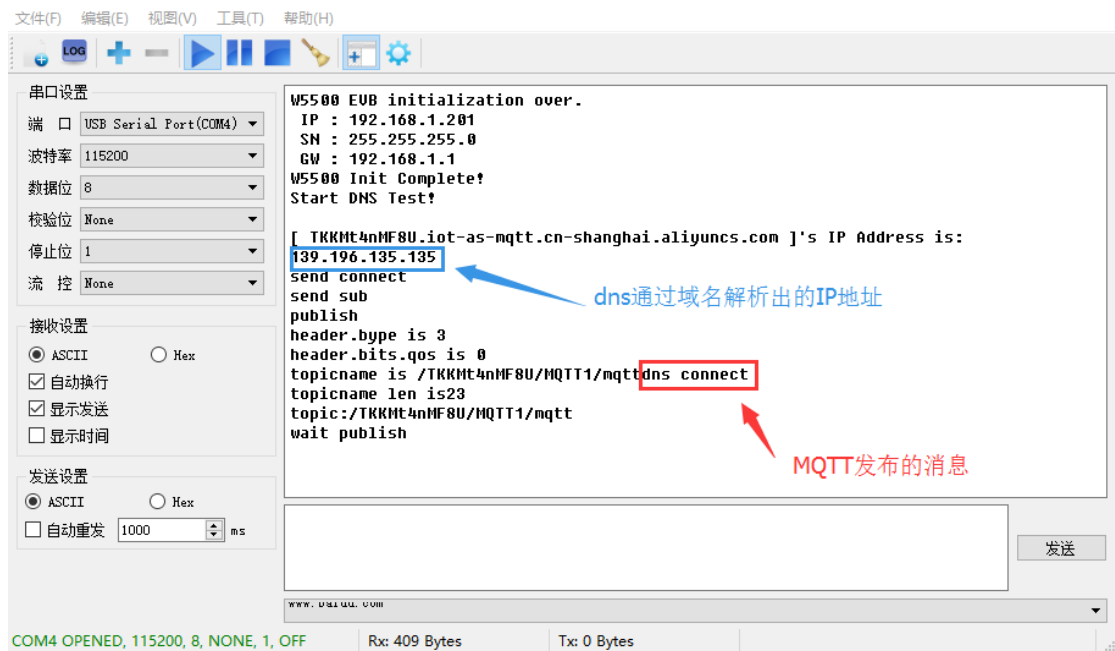 文件(F) 编辑(E) 视图(V) 工具(T) 帮助(H)
LOG
串口设置
端 口 USB Serial Port(COM4)
波特率 115200
数据位 8
校验位 None
停止位 1
流 控 None
接收设置
ASCII Hex
自动换行
显示发送
显示时间
发送设置
ASCII Hex
自动重发 1000 ms
W5500 EVB initialization over.
IP : 192.168.1.201
SN : 255.255.255.0
GW : 192.168.1.1
W5500 Init Complete!
Start DNS Test!
[ TKKMt4nMF8U.iot-as-mqtt.cn-shanghai.aliyuncs.com ]'s IP Address is:
139.196.135.135
send connect
send sub
publish
header.bype is 3
header.bits.qos is 0
topicname is /TKKMt4nMF8U/MQTT1/mqttdns connect
topicname len is23
topic:/TKKMt4nMF8U/MQTT1/mqtt
wait publish
dns通过域名解析出的IP地址
MQTT发布的消息
发送
www.baidu.com
COM4 OPENED, 115200, 8, NONE, 1, OFF Rx: 409 Bytes Tx: 0 Bytes